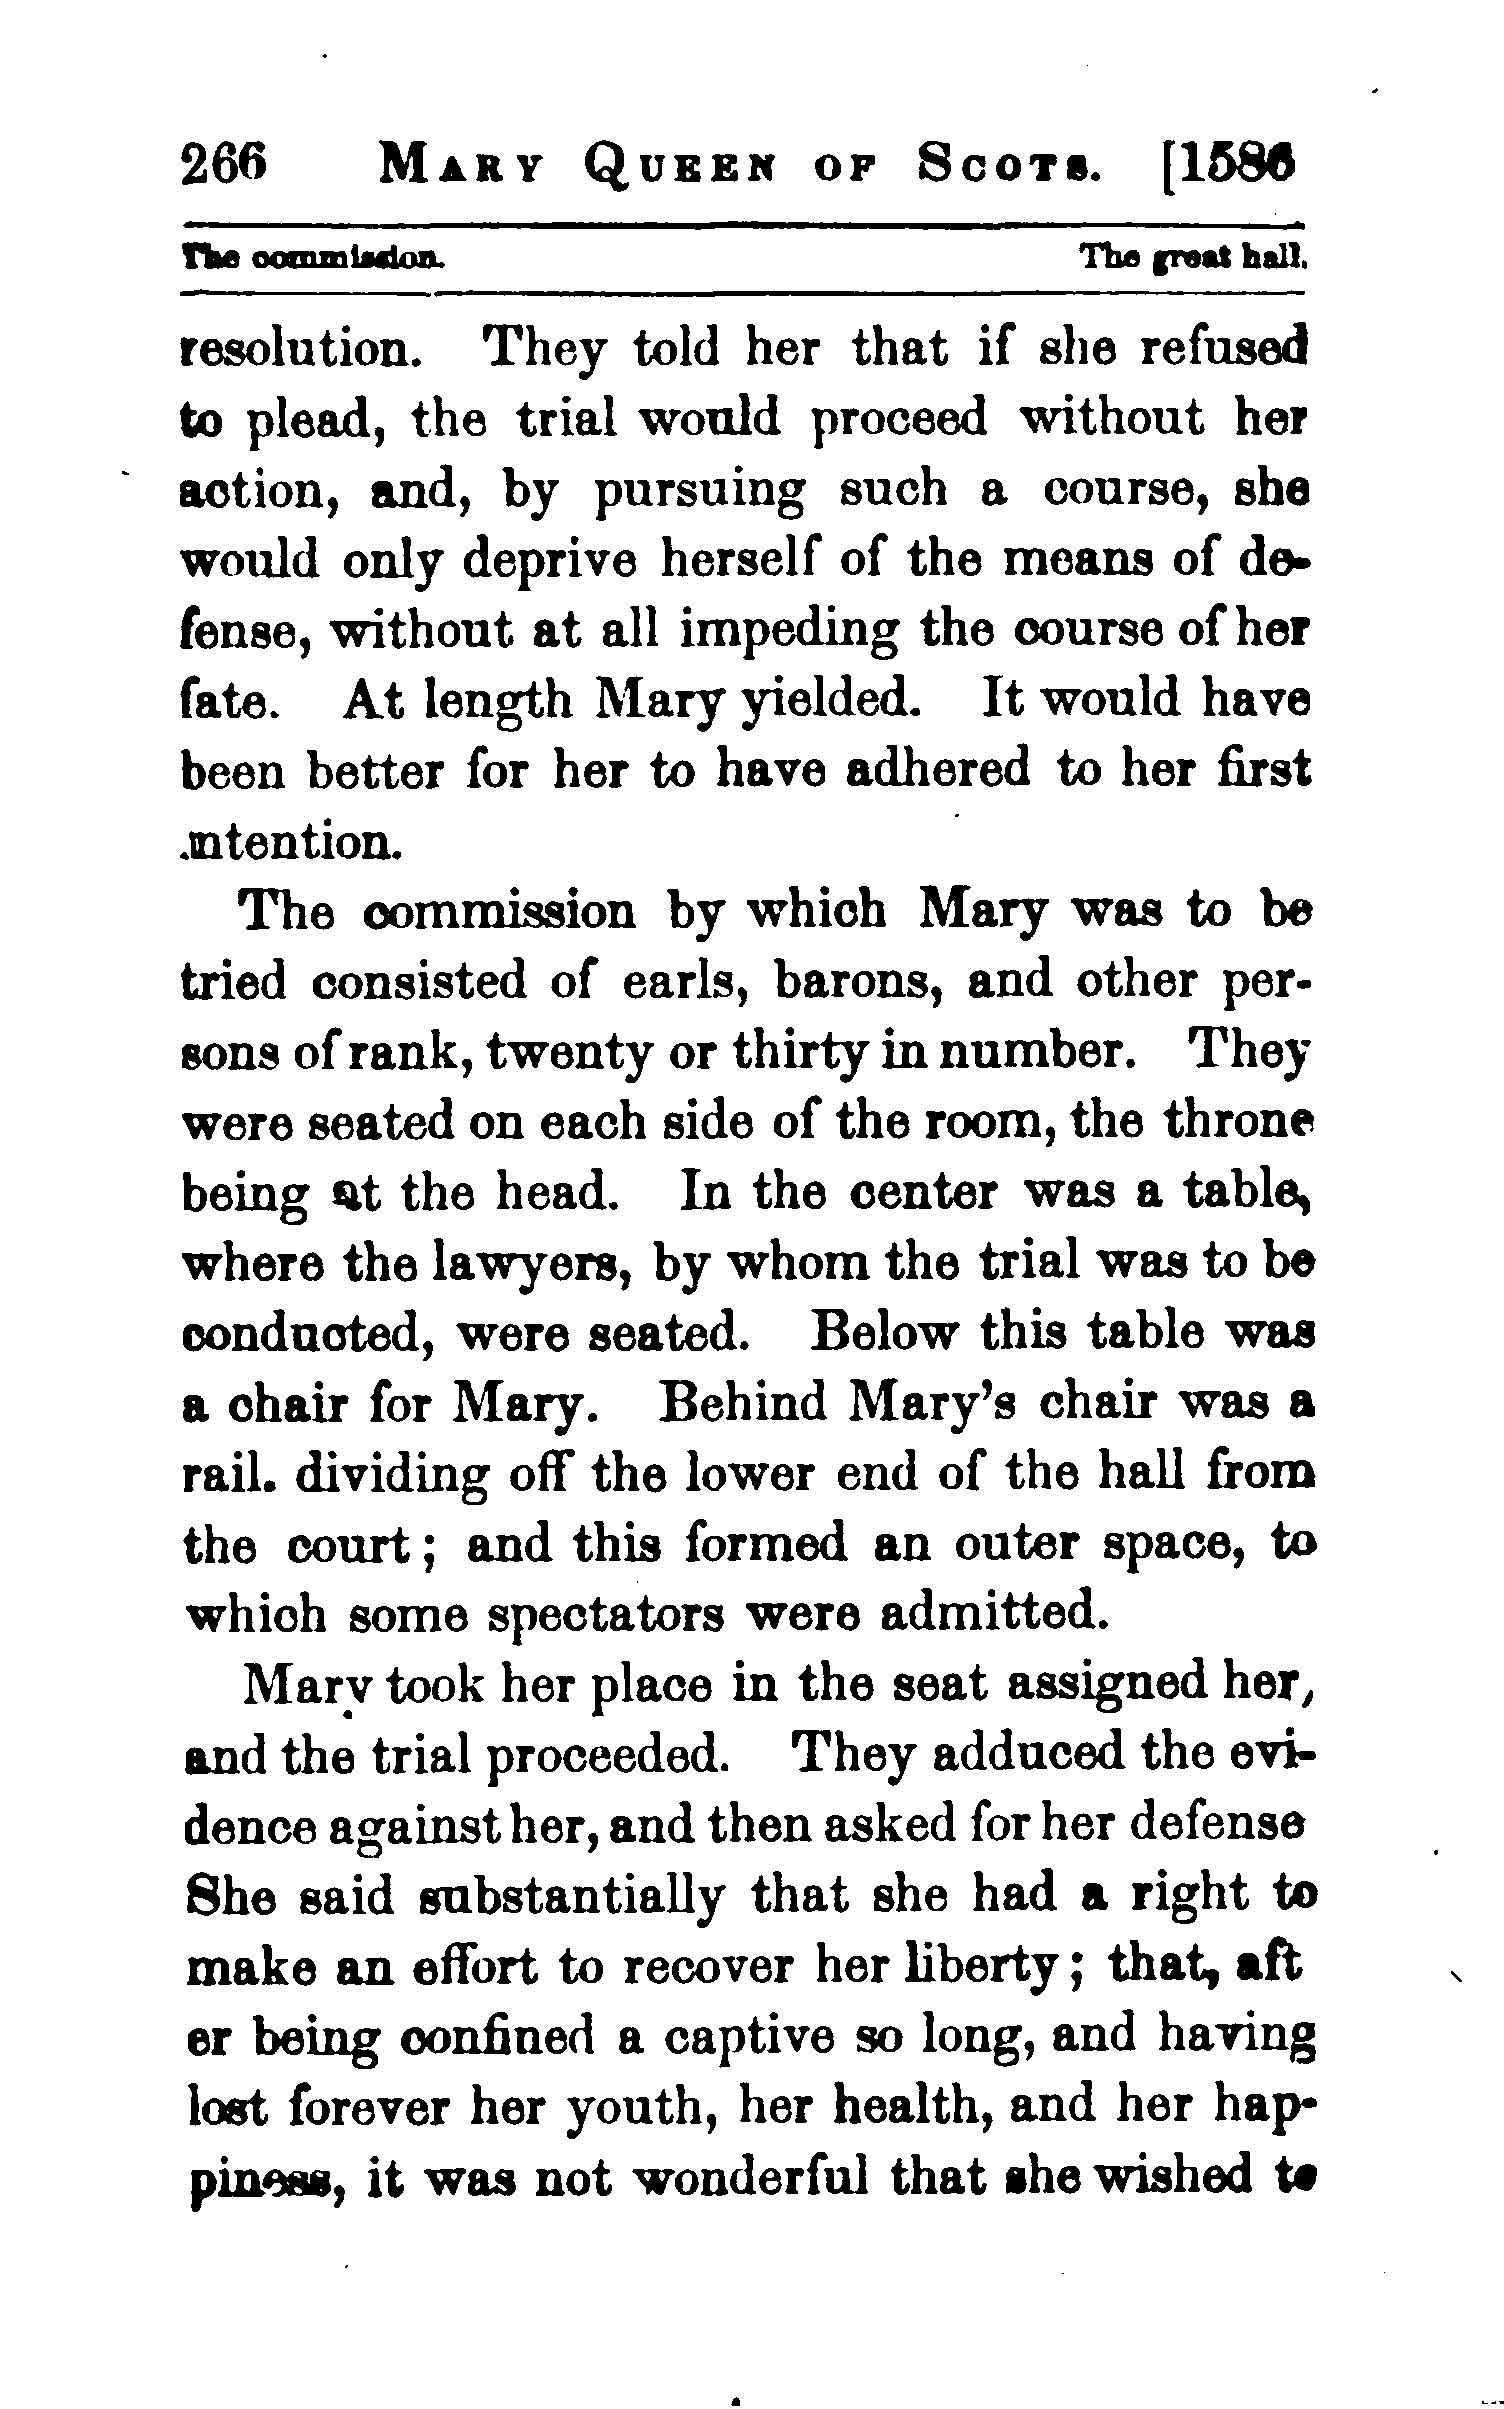 266 MARY QUEEN OF SCOTS. [1586
The commission. The great hall.
resolution. They told her that if she refused
to plead, the trial would proceed without her
action, and, by pursuing such a course, she
would only deprive herself of the means of de-
fense, without at all impeding the course of her
fate. At length Mary yielded. It would have
been better for her to have adhered to her first
intention.
The commission by which Mary was to be
tried consisted of earls, barons, and other per-
sons of rank, twenty or thirty in number. They
were seated on each side of the room, the throne
being at the head. In the center was a table,
where the lawyers, by whom the trial was to be
conducted, were seated. Below this table was
a chair for Mary. Behind Mary's chair was a
rail. dividing off the lower end of the hall from
the court; and this formed an outer space, to
which some spectators were admitted.
Mary took her place in the seat assigned her,
and the trial proceeded. They adduced the evi-
dence against her, and then asked for her defense
She said substantially that she had a right to
make an effort to recover her liberty; that, aft
er being confined a captive so long, and having
lost forever her youth, her health, and her hap-
piness, it was not wonderful that she wished to